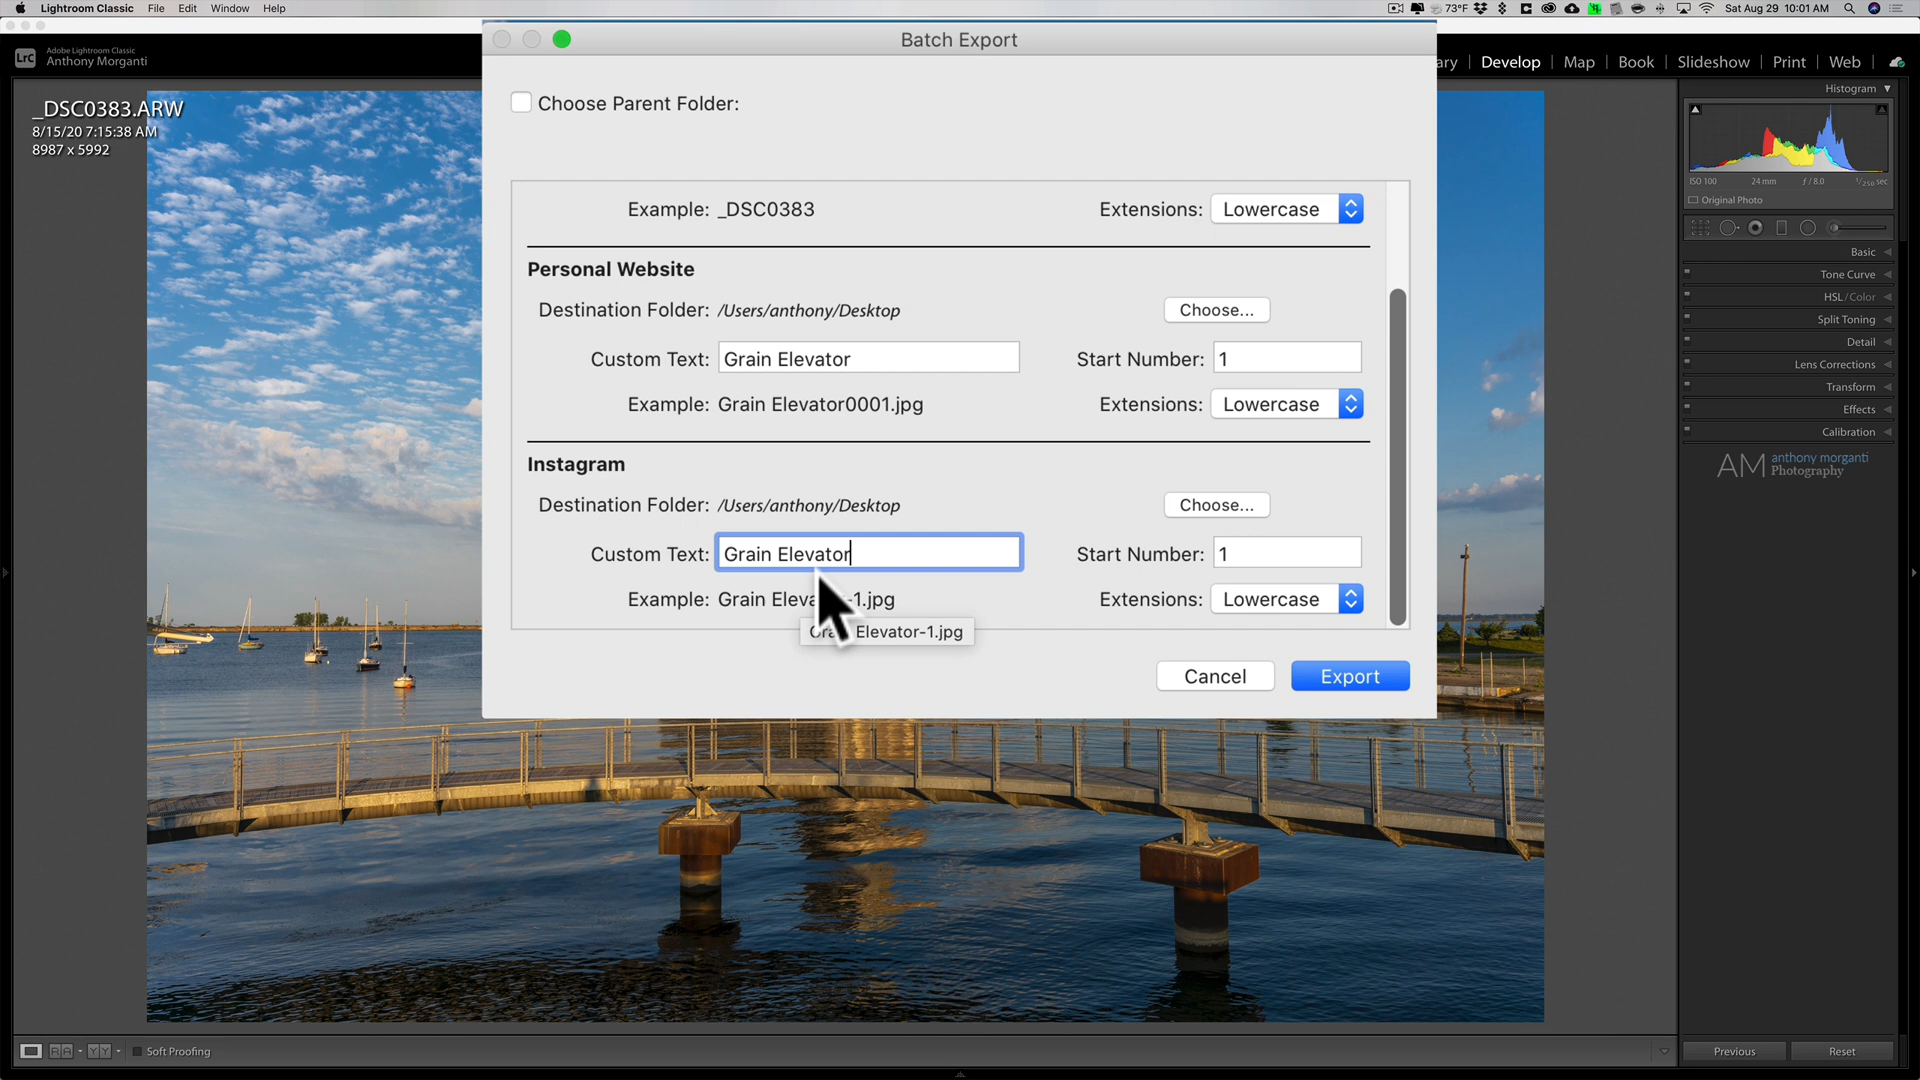 Lightroom Classic File Edit Window Help
73°F Sat Aug 29 10:01 AM
Batch Export
LrC Adobe Lightroom Classic
Anthony Morganti
ary | Develop | Map | Book | Slideshow | Print | Web
_DSC0383.ARW
8/15/20 7:15:38 AM
8987 x 5992
Choose Parent Folder:
Example: _DSC0383 Extensions: Lowercase
Personal Website
Destination Folder: /Users/anthony/Desktop Choose...
Custom Text: Grain Elevator Start Number: 1
Example: Grain Elevator0001.jpg Extensions: Lowercase
Instagram
Destination Folder: /Users/anthony/Desktop Choose...
Custom Text: Grain Elevator Start Number: 1
Example: Grain Eleva -1.jpg Extensions: Lowercase
Elevator-1.jpg
Cancel Export
Histogram
ISO 100 24 mm ƒ / 8.0 1/250 sec
Original Photo
Basic
Tone Curve
HSL / Color
Split Toning
Detail
Lens Corrections
Transform
Effects
Calibration
AM anthony morganti
Photography
RA YY Soft Proofing
Previous Reset